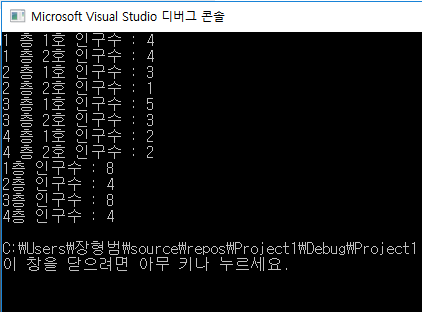 Microsoft Visual Studio 디버그 콘솔
1 층 1호 인구수 : 4
1 층 2호 인구수 : 4
2 층 1호 인구수 : 3
2 층 2호 인구수 : 1
3 층 1호 인구수 : 5
3 층 2호 인구수 : 3
4 층 1호 인구수 : 2
4 층 2호 인구수 : 2
1층 인구수 : 8
2층 인구수 : 4
3층 인구수 : 8
4층 인구수 : 4
C:₩Users₩장형범₩source₩repos₩Project1₩Debug₩Project1
이 창을 닫으려면 아무 키나 누르세요.